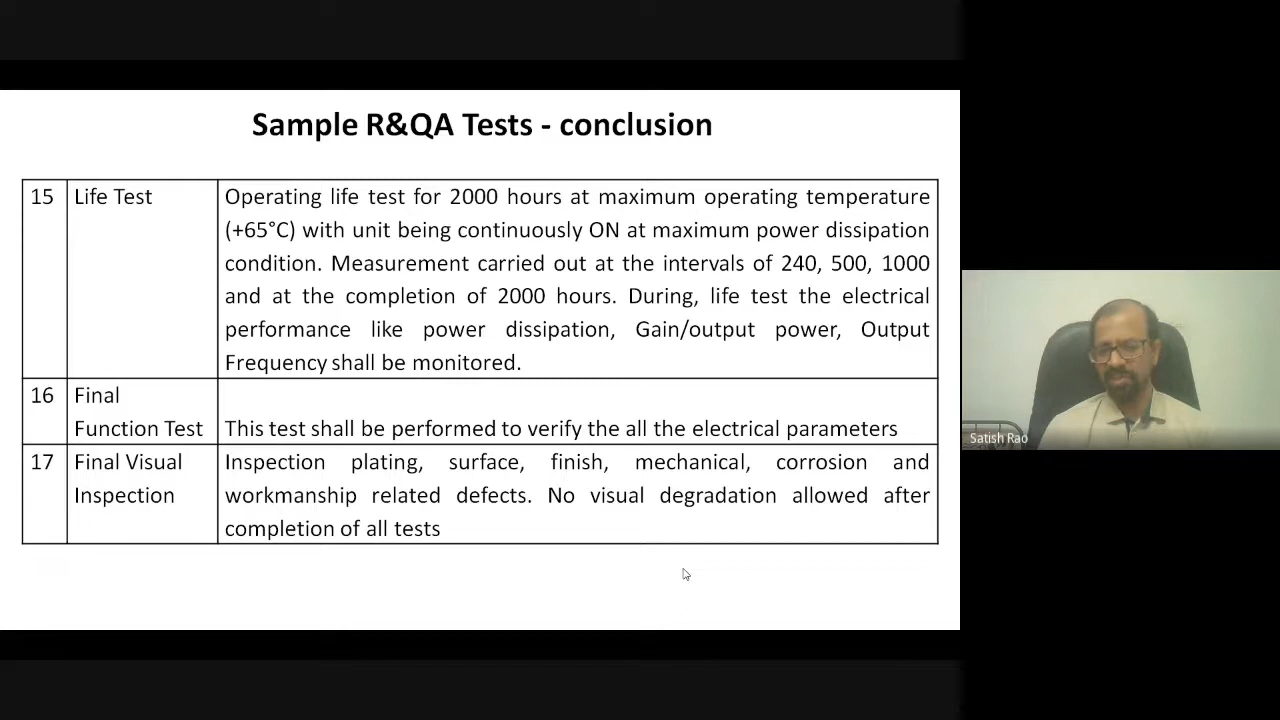 Sample R&QA Tests - conclusion
15 Life Test Operating life test for 2000 hours at maximum operating temperature
(+65°C) with unit being continuously ON at maximum power dissipation
condition. Measurement carried out at the intervals of 240, 500, 1000
and at the completion of 2000 hours. During, life test the electrical
performance like power dissipation, Gain/output power, Output
Frequency shall be monitored.
16 Final
Function Test This test shall be performed to verify the all the electrical parameters
17 Final Visual Inspection plating, surface, finish, mechanical, corrosion and
Inspection workmanship related defects. No visual degradation allowed after
completion of all tests
Satish Rao